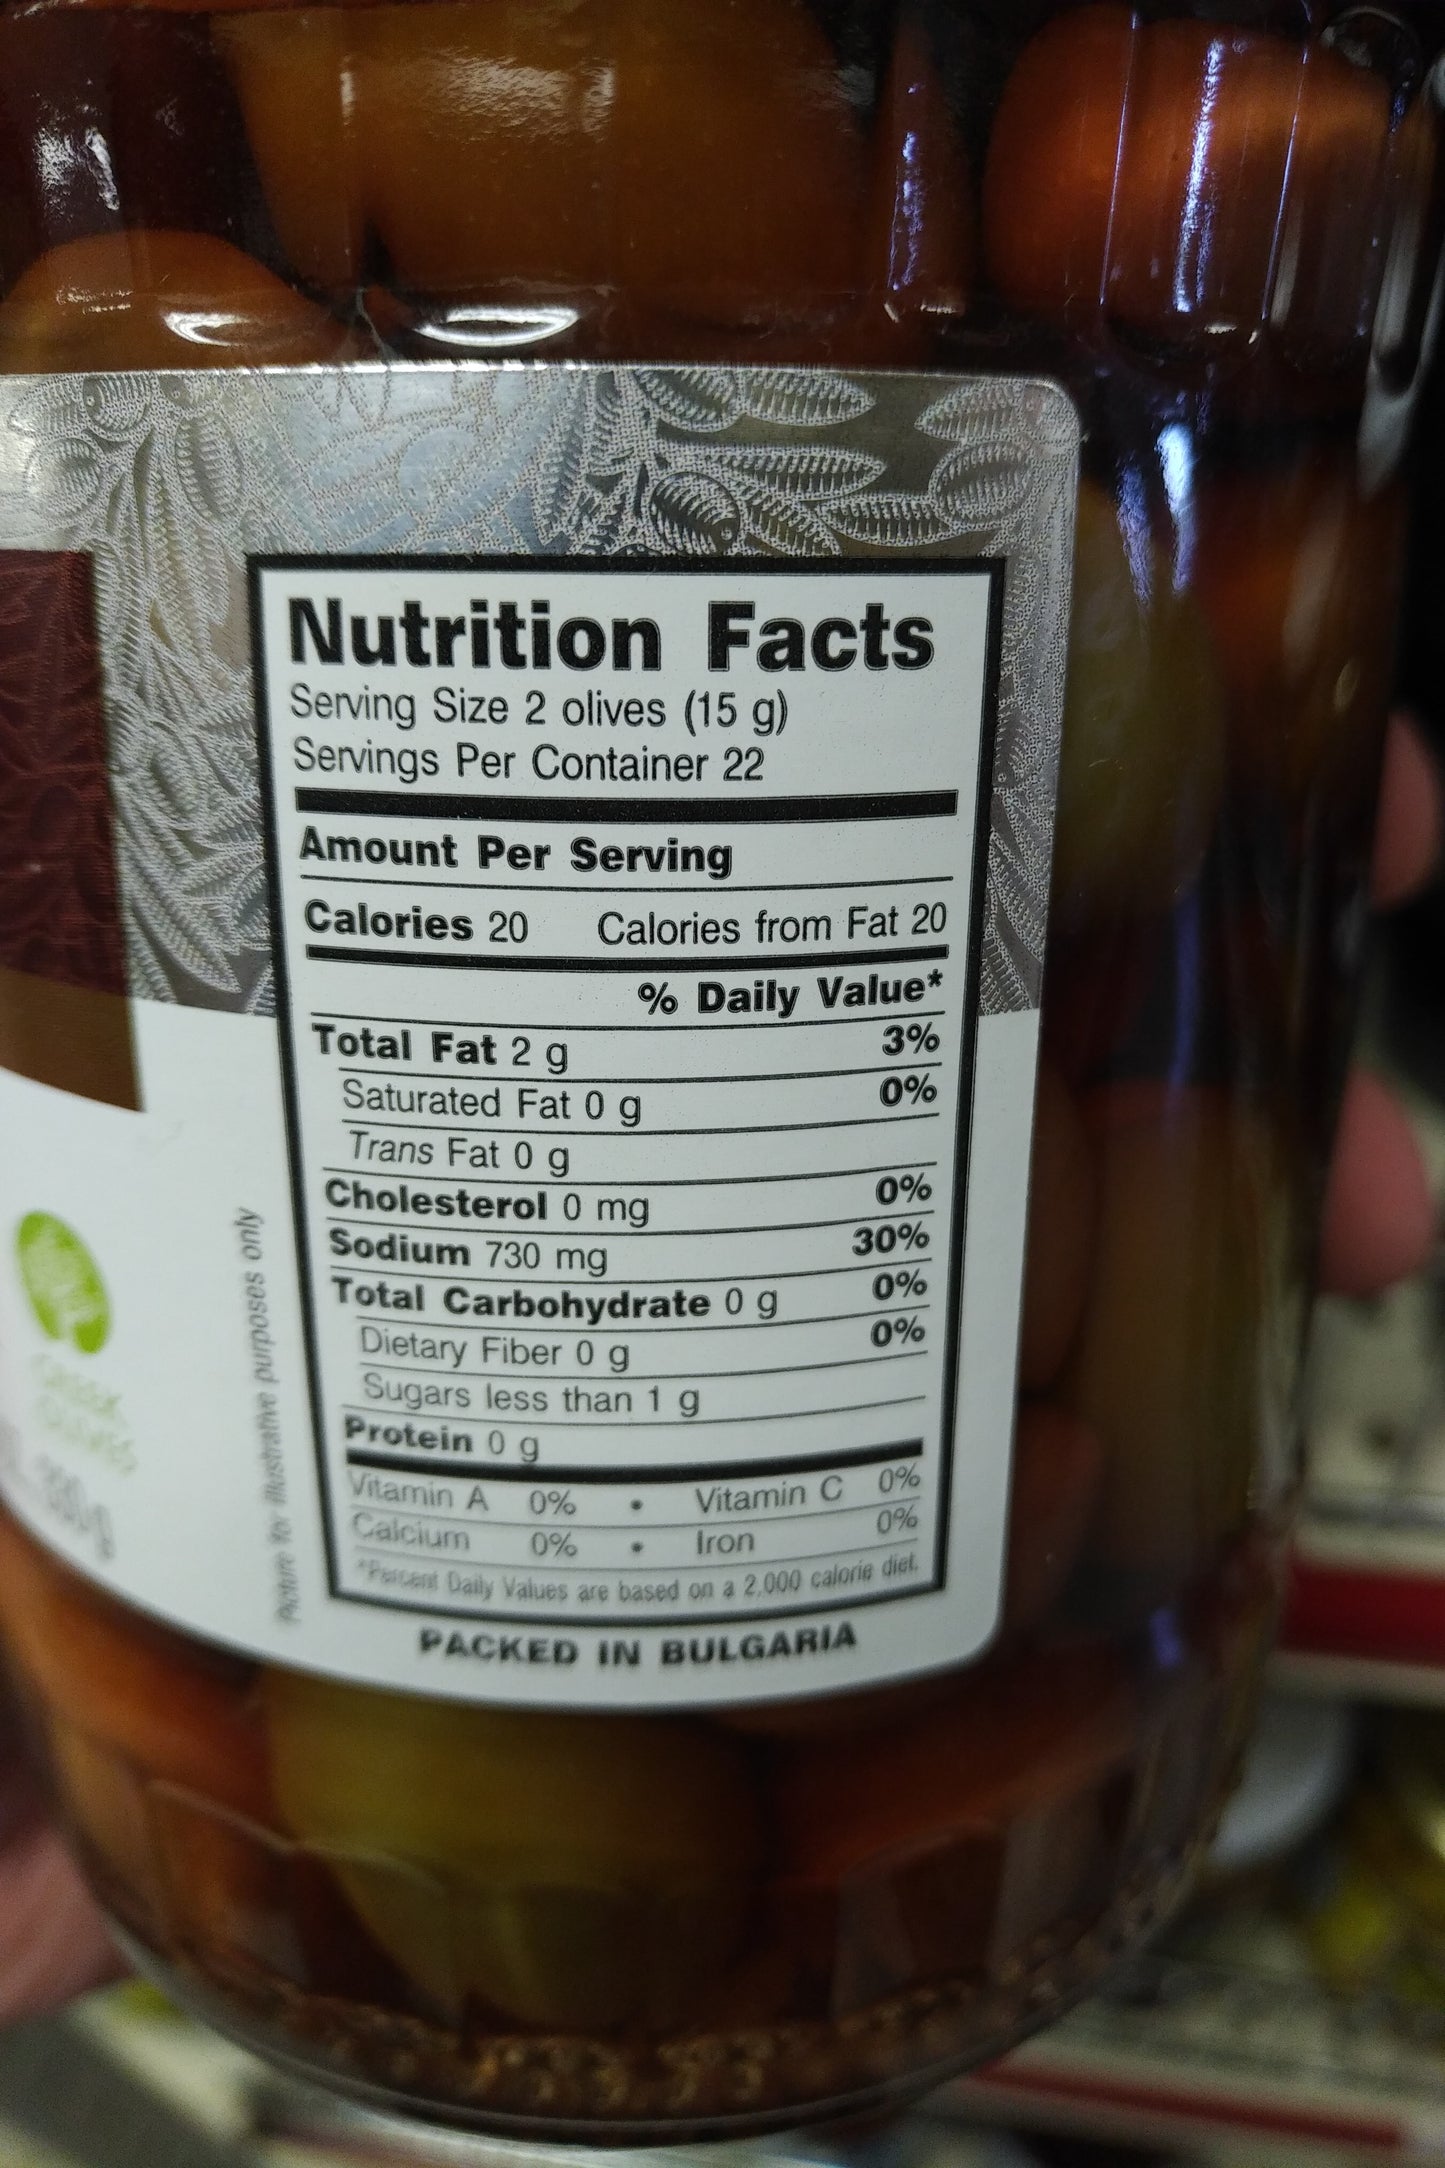 Nutrition Facts
Serving Size 2 olives (15 g)
Servings Per Container 22
Amount Per Serving
Calories 20 Calories from Fat 20
% Daily Value*
Total Fat 2 g 3%
Saturated Fat 0 g 0%
Trans Fat 0 g
Cholesterol 0 mg 0%
Sodium 730 mg 30%
Total Carbohydrate 0 g 0%
Dietary Fiber 0 g 0%
Sugars less than 1 g
Protein 0 g
Vitamin A 0% • Vitamin C 0%
Calcium 0% • Iron 0%
*Percent Daily Values are based on a 2,000 calorie diet.
PACKED IN BULGARIA
Picture for illustrative purposes only